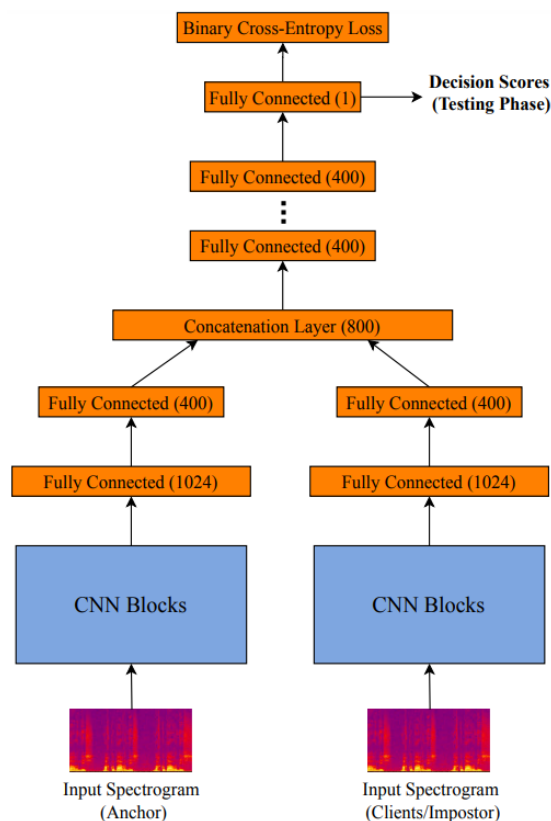 Binary Cross-Entropy Loss
Fully Connected (1)
Decision Scores
(Testing Phase)
Fully Connected (400)
Fully Connected (400)
Concatenation Layer (800)
Fully Connected (400)
Fully Connected (400)
Fully Connected (1024)
Fully Connected (1024)
CNN Blocks
CNN Blocks
Input Spectrogram
(Anchor)
Input Spectrogram
(Clients/Impostor)